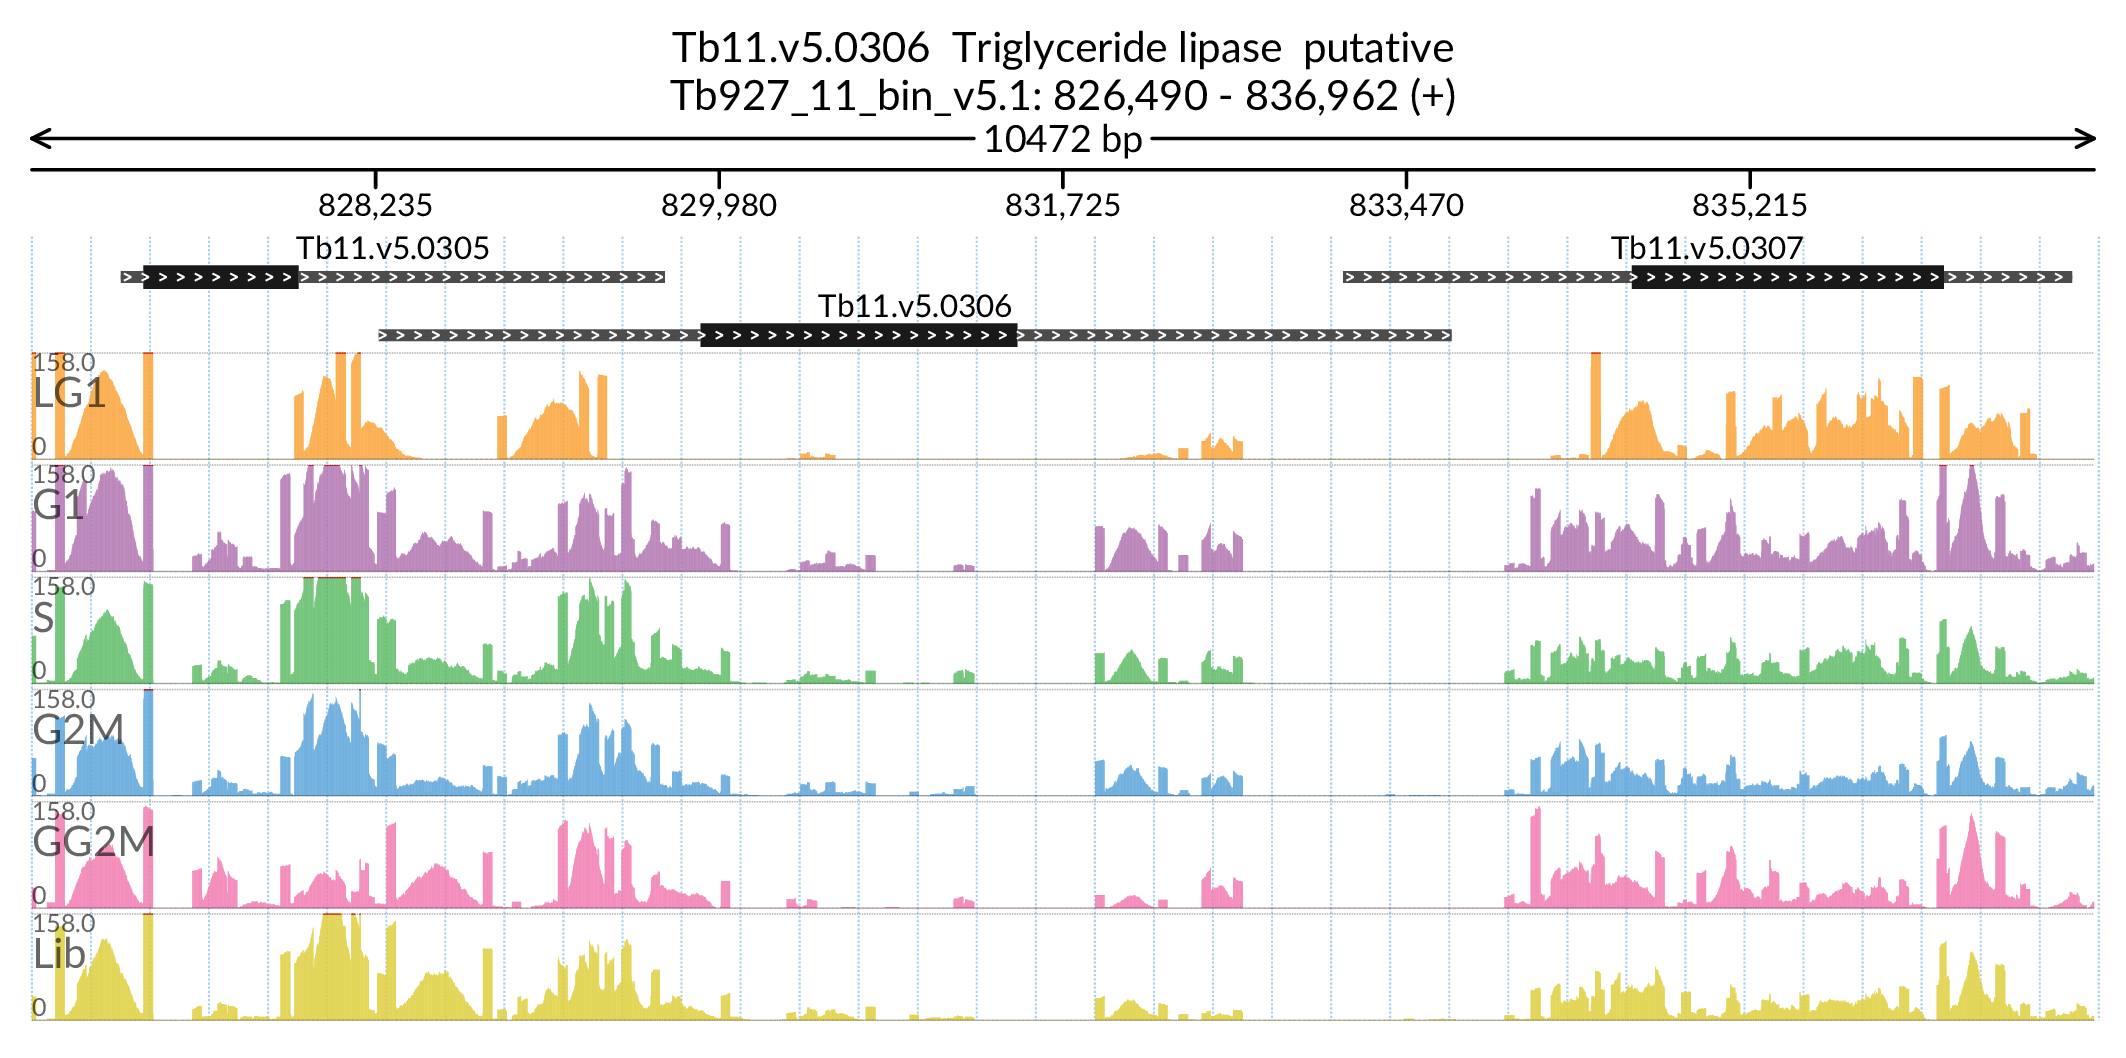 Tb11.v5.0306 Triglyceride lipase putative
Tb927_11_bin_v5.1: 826,490 - 836,962 (+)
10472 bp
828,235 829,980 831,725 833,470 835,215
Tb11.v5.0305 Tb11.v5.0307
Tb11.v5.0306
158.0
LG1
0
158.0
G1
0
158.0
S
0
158.0
G2M
0
158.0
GG2M
0
158.0
Lib
0